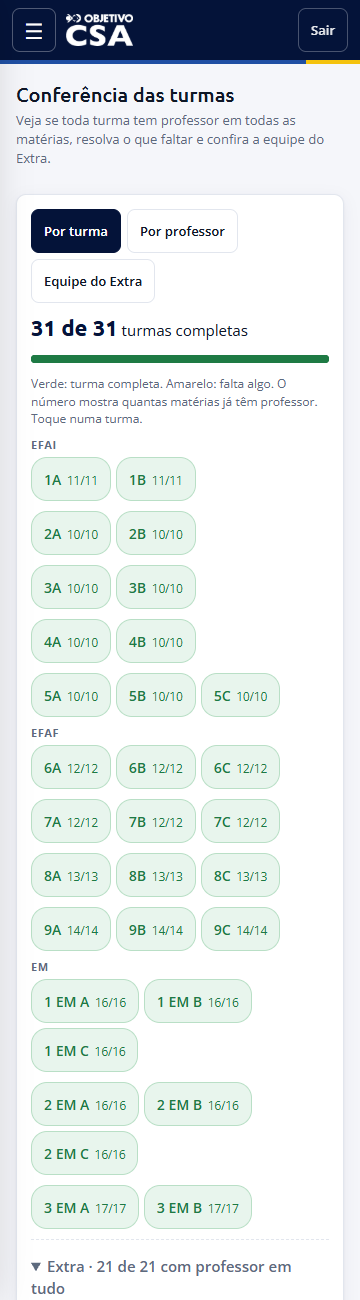 ☰
OBJETIVO
CSA
Sair
Conferência das turmas
Veja se toda turma tem professor em todas as
matérias, resolva o que faltar e confira a equipe do
Extra.
Por turma
Por professor
Equipe do Extra
31 de 31 turmas completas
Verde: turma completa. Amarelo: falta algo. O
número mostra quantas matérias já têm professor.
Toque numa turma.
EFAI
1A 11/11 1B 11/11
2A 10/10 2B 10/10
3A 10/10 3B 10/10
4A 10/10 4B 10/10
5A 10/10 5B 10/10 5C 10/10
EFAF
6A 12/12 6B 12/12 6C 12/12
7A 12/12 7B 12/12 7C 12/12
8A 13/13 8B 13/13 8C 13/13
9A 14/14 9B 14/14 9C 14/14
EM
1 EM A 16/16 1 EM B 16/16
1 EM C 16/16
2 EM A 16/16 2 EM B 16/16
2 EM C 16/16
3 EM A 17/17 3 EM B 17/17
▼ Extra · 21 de 21 com professor em
tudo